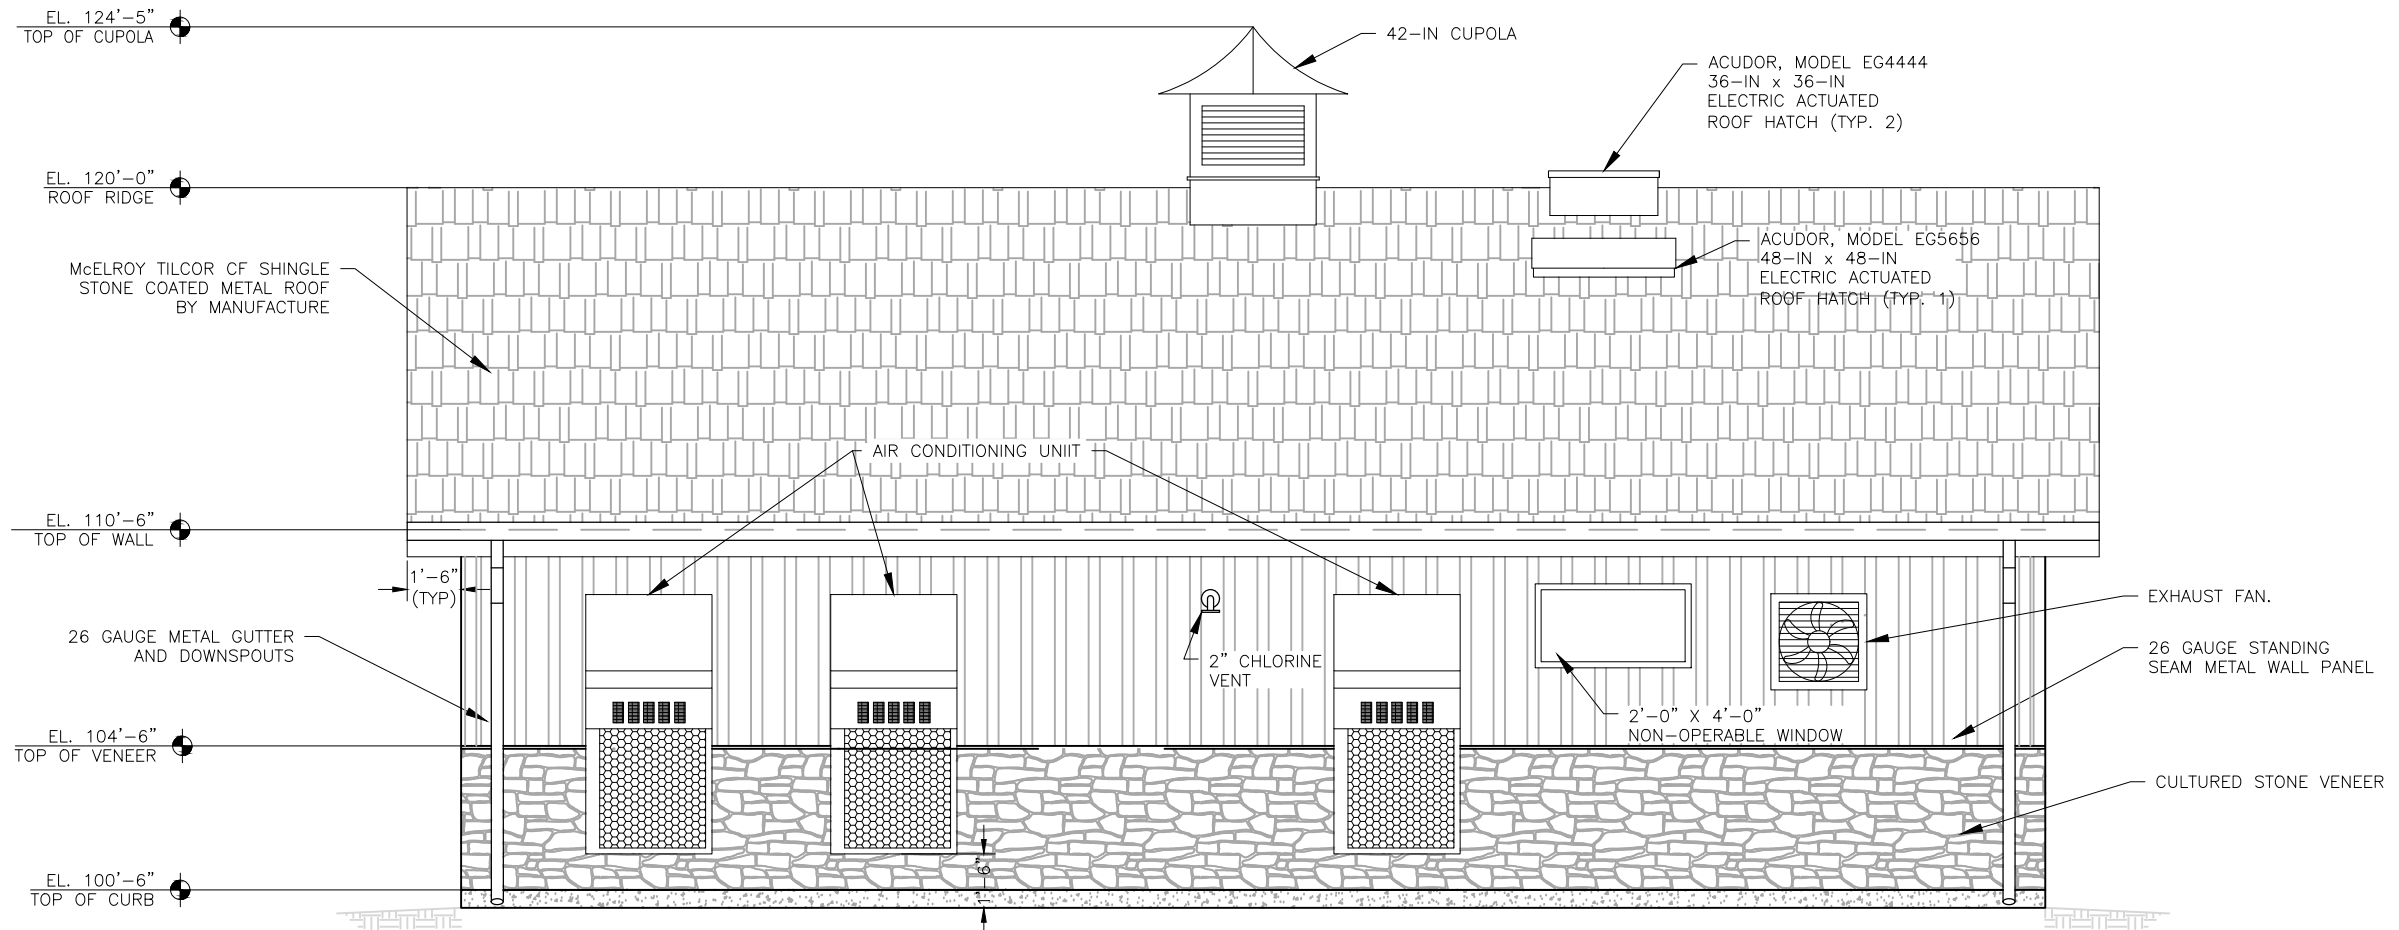 EL. 124'-5"
TOP OF CUPOLA
42-IN CUPOLA
ACUDOR, MODEL EG4444
36-IN x 36-IN
ELECTRIC ACTUATED
ROOF HATCH (TYP. 2)
EL. 120'-0"
ROOF RIDGE
ACUDOR, MODEL EG5656
48-IN x 48-IN
ELECTRIC ACTUATED
ROOF HATCH (TYP. 1)
McELROY TILCOR CF SHINGLE
STONE COATED METAL ROOF
BY MANUFACTURE
AIR CONDITIONING UNIIT
EL. 110'-6"
TOP OF WALL
1'-6"
(TYP)
26 GAUGE METAL GUTTER
AND DOWNSPOUTS
2" CHLORINE
VENT
EXHAUST FAN.
26 GAUGE STANDING
SEAM METAL WALL PANEL
2'-0" X 4'-0"
NON-OPERABLE WINDOW
EL. 104'-6"
TOP OF VENEER
CULTURED STONE VENEER
1'-6"
EL. 100'-6"
TOP OF CURB